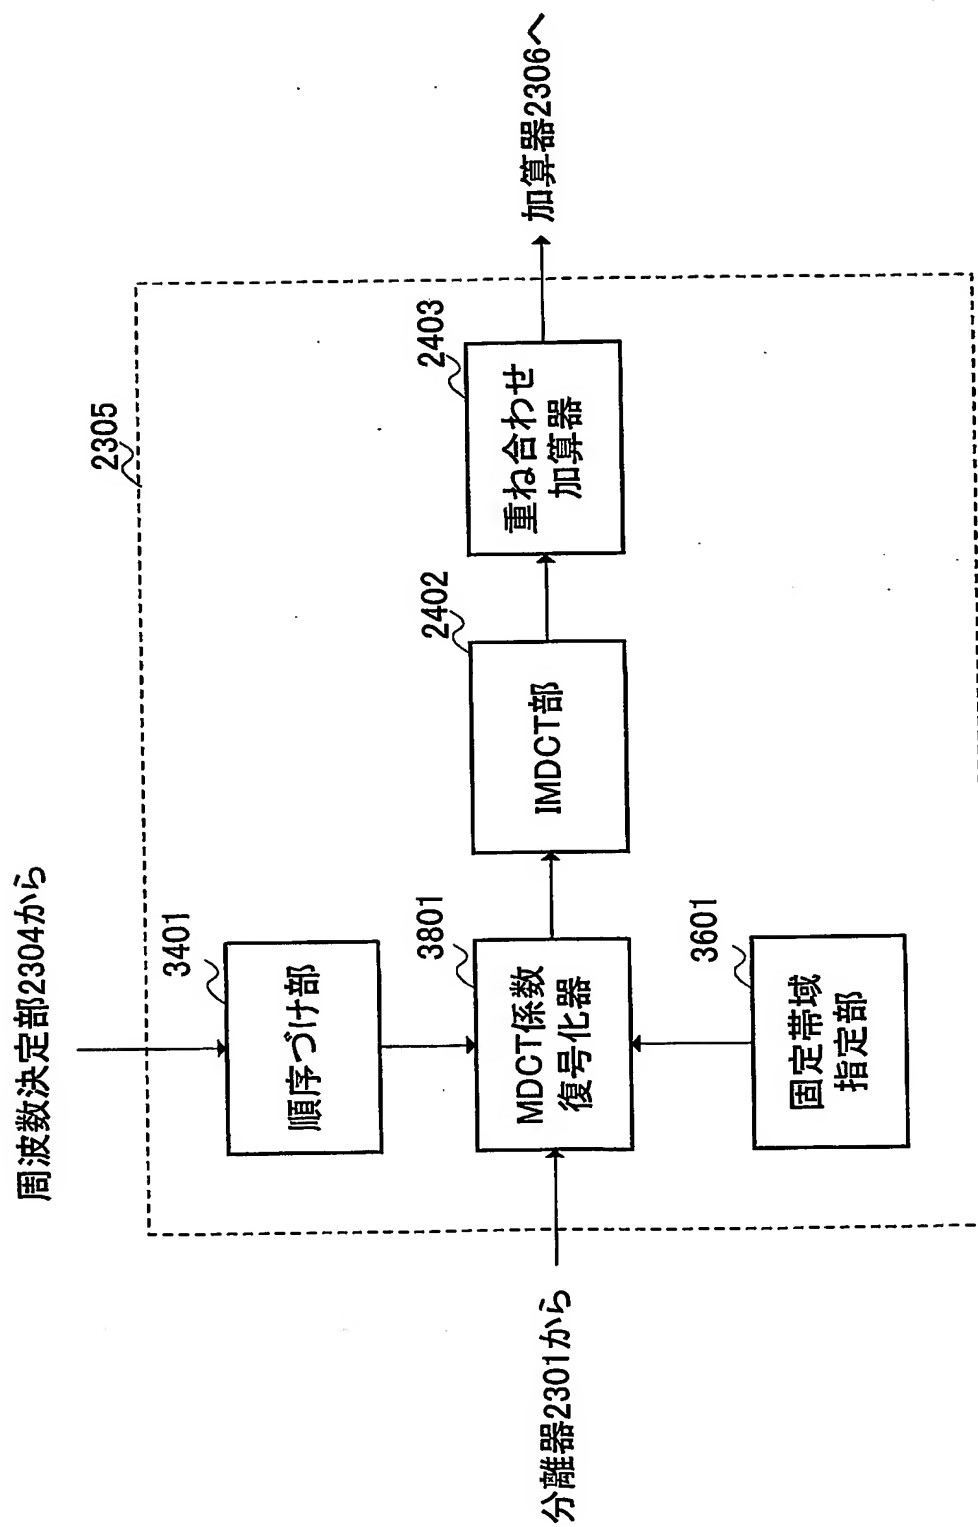 周波数決定部2304から
2305
3401
順序づけ部
分離器2301から
3801
MDCT係数
復号化器
2402
IMDCT部
2403
重ね合わせ
加算器
加算器2306へ
3601
固定帯域
指定部